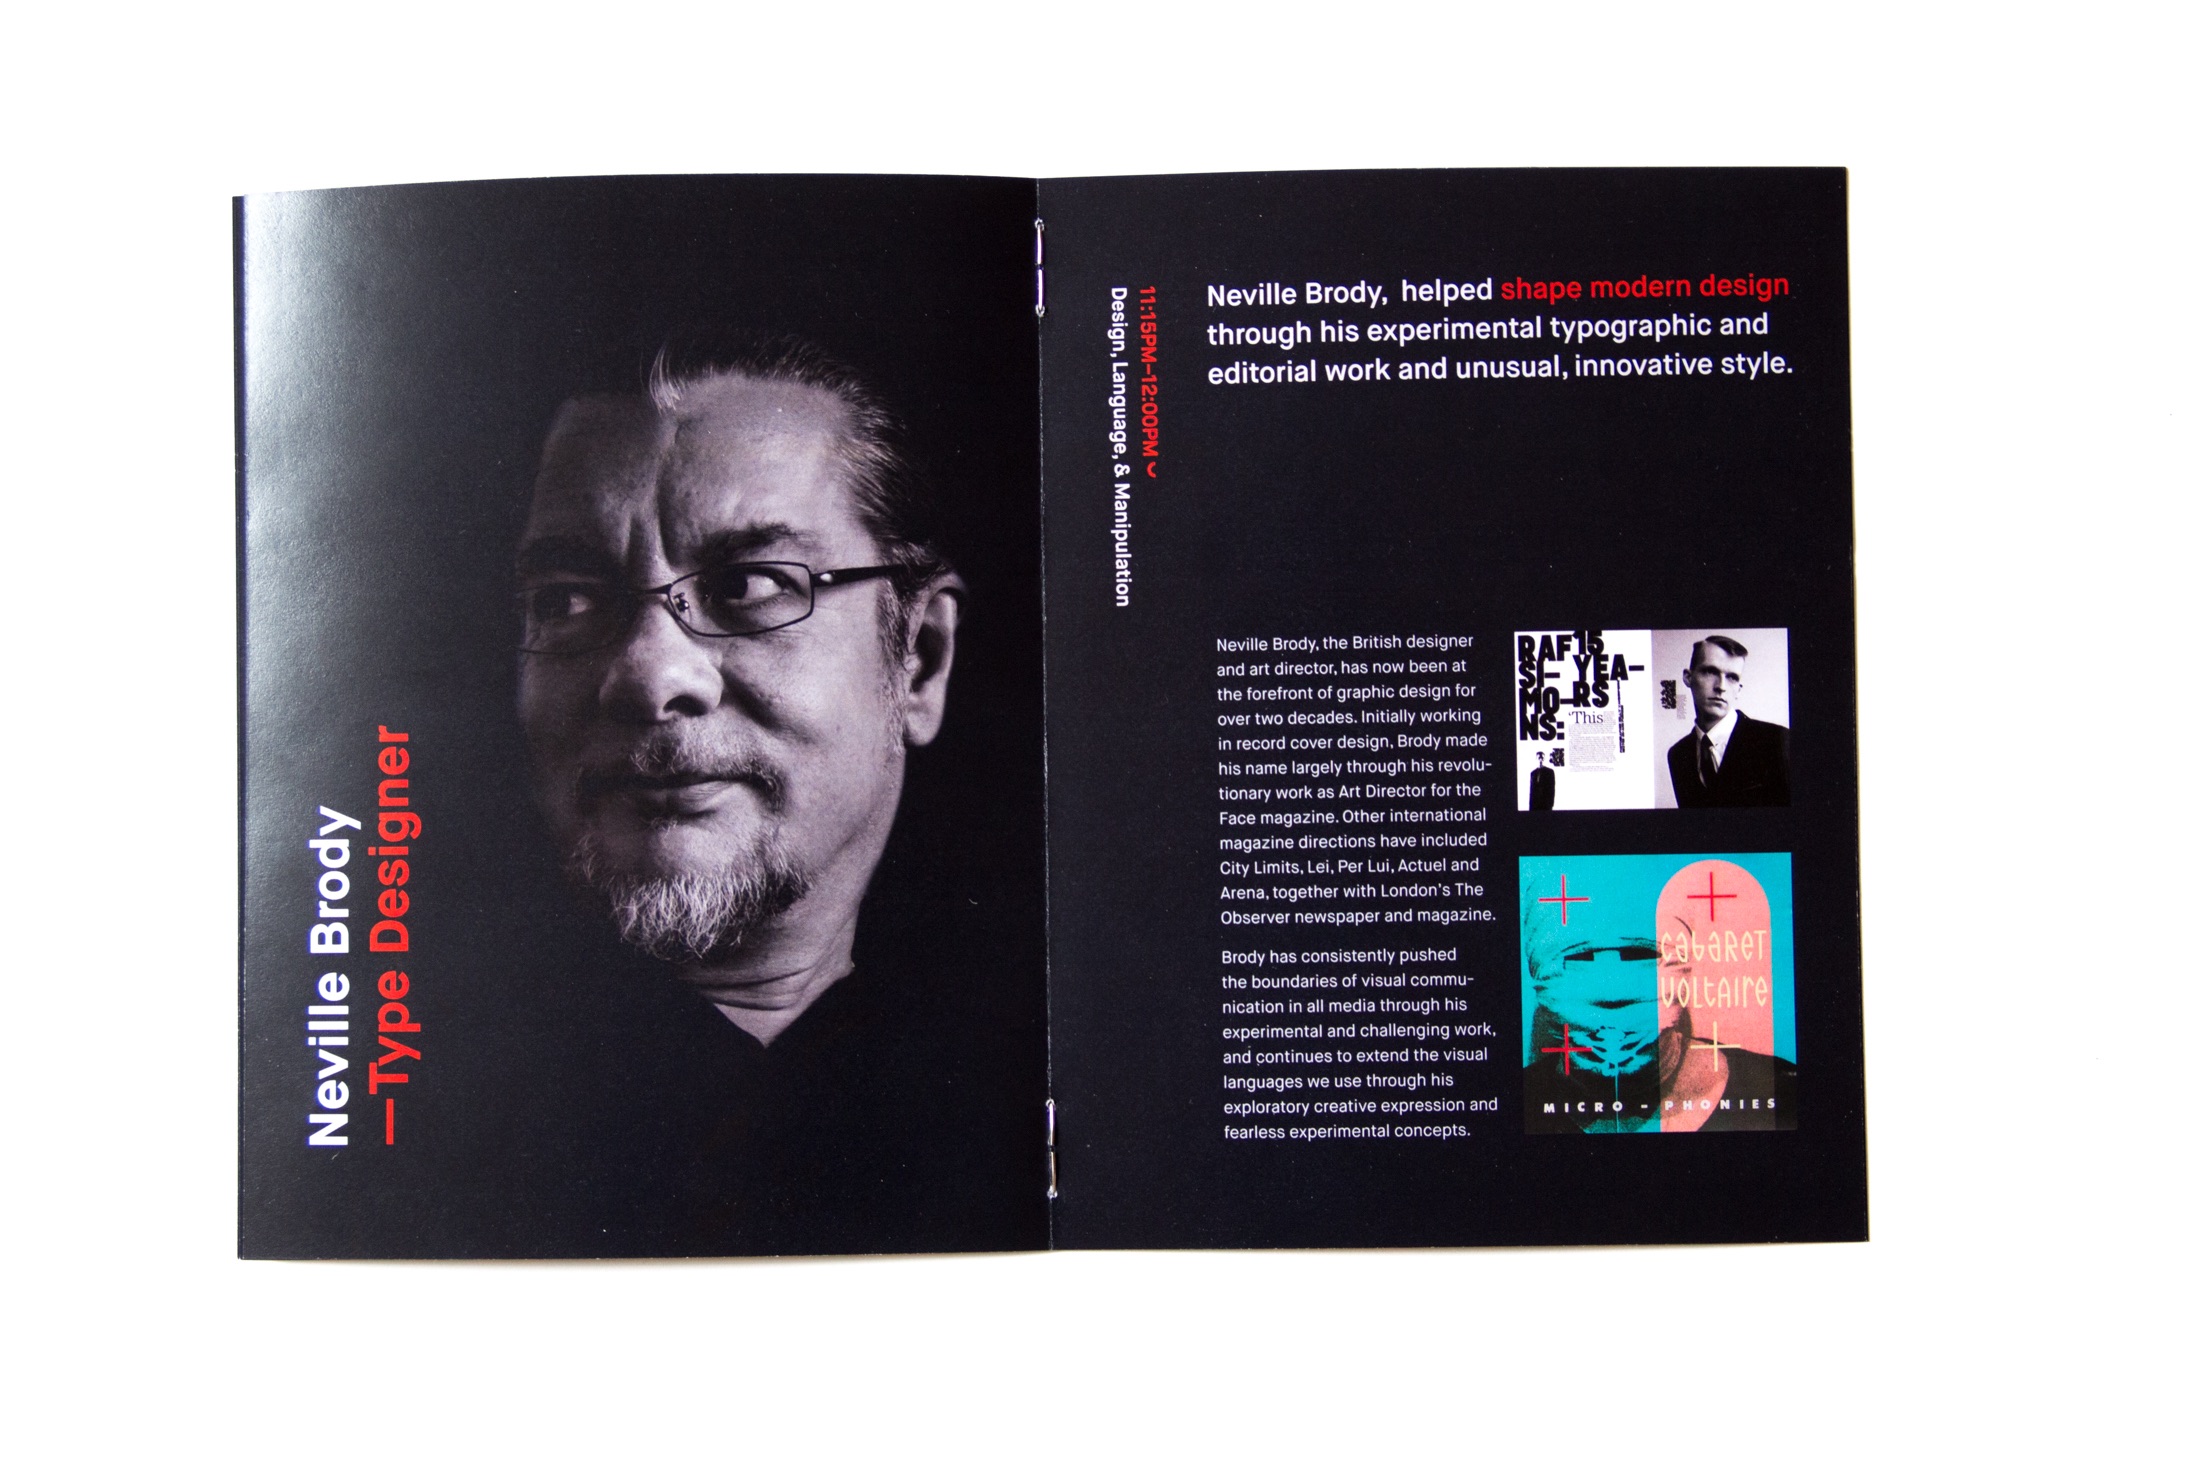 Neville Brody
—Type Designer
11:15PM–12:00PM
Design, Language, & Manipulation
Neville Brody, helped shape modern design
through his experimental typographic and
editorial work and unusual, innovative style.
Neville Brody, the British designer
and art director, has now been at
the forefront of graphic design for
over two decades. Initially working
in record cover design, Brody made
his name largely through his revolu-
tionary work as Art Director for the
Face magazine. Other international
magazine directions have included
City Limits, Lei, Per Lui, Actuel and
Arena, together with London's The
Observer newspaper and magazine.
Brody has consistently pushed
the boundaries of visual commu-
nication in all media through his
experimental and challenging work,
and continues to extend the visual
languages we use through his
exploratory creative expression and
fearless experimental concepts.
RAF 15
SI- YEA-
MO-RS
NS:
'This
CABARET
VOLTAIRE
MICRO-PHONIES